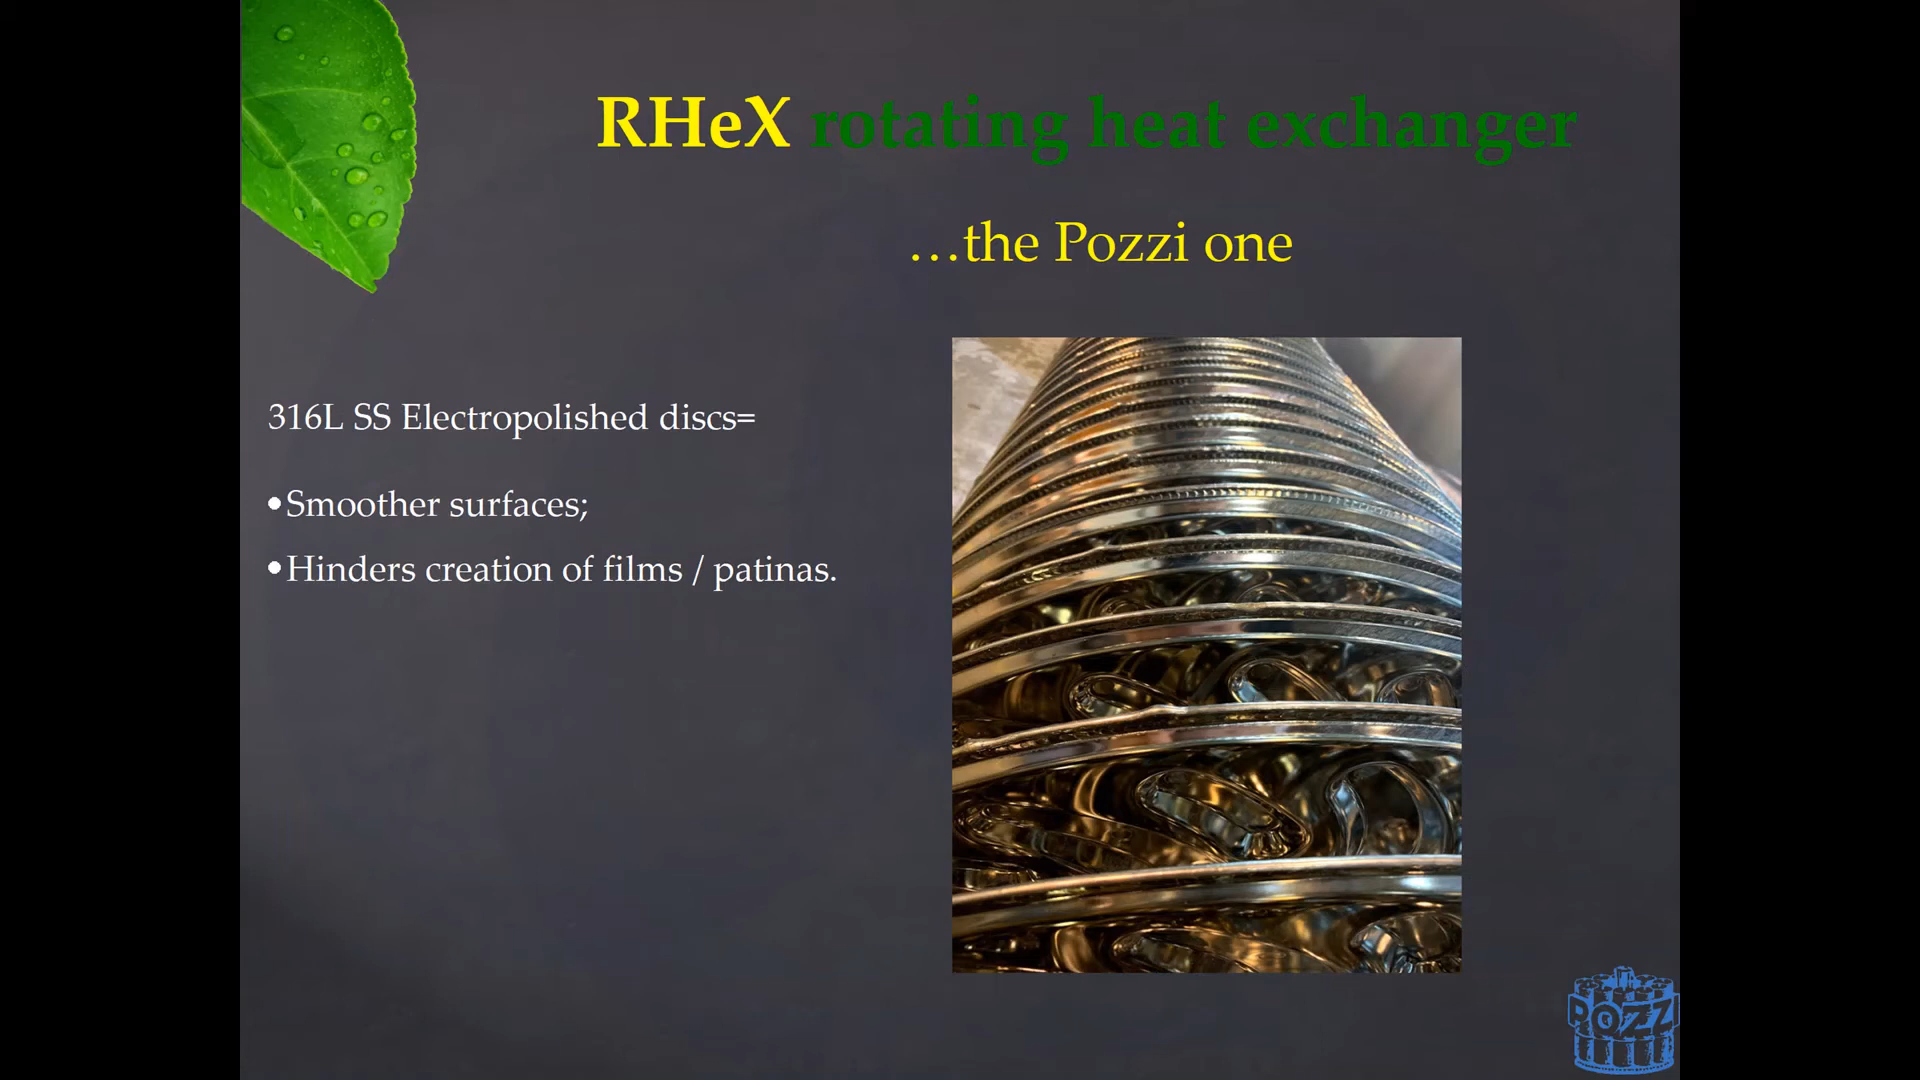 RHeX rotating heat exchanger
…the Pozzi one
316L SS Electropolished discs=
•Smoother surfaces;
•Hinders creation of films / patinas.
POZZI